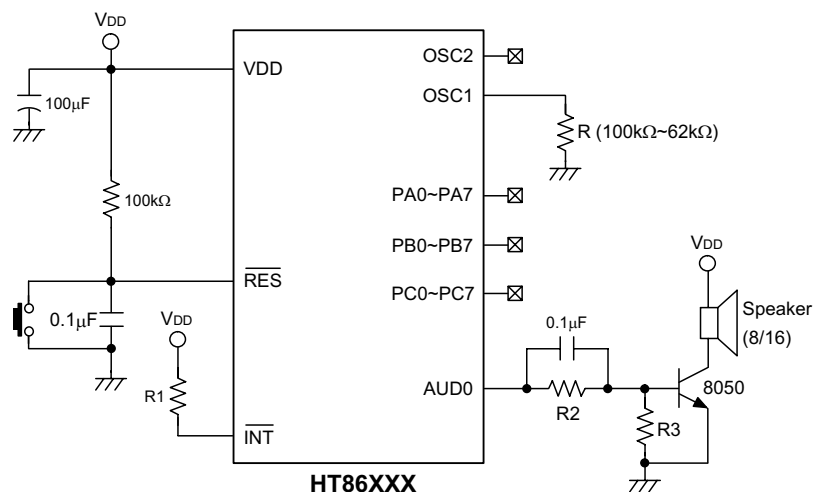 VDD
100μF
VDD
OSC2
OSC1
R (100kΩ~62kΩ)
100kΩ
PA0~PA7
PB0~PB7
PC0~PC7
RES
0.1μF
VDD
R1
INT
AUD0
0.1μF
R2
R3
VDD
Speaker
(8/16)
8050
HT86XXX